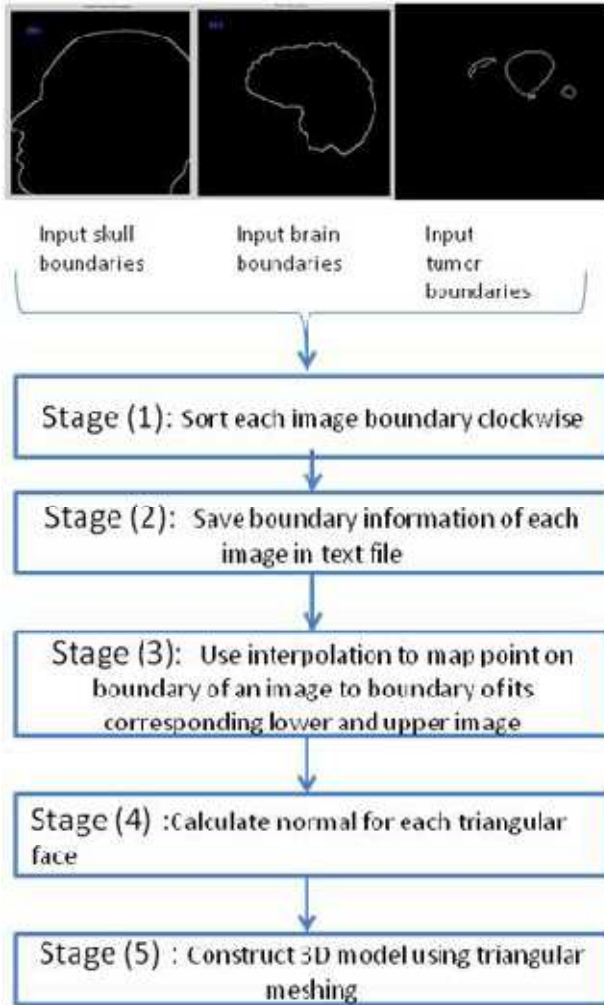 Input skull
boundaries
Input brain
boundaries
Input
tumor
boundaries
Stage (1): Sort each image boundary clockwise
Stage (2): Save boundary information of each
image in text file
Stage (3): Use interpolation to map point on
boundary of an image to boundary of its
corresponding lower and upper image
Stage (4) :Calculate normal for each triangular
face
Stage (5) : Construct 3D model using triangular
meshing